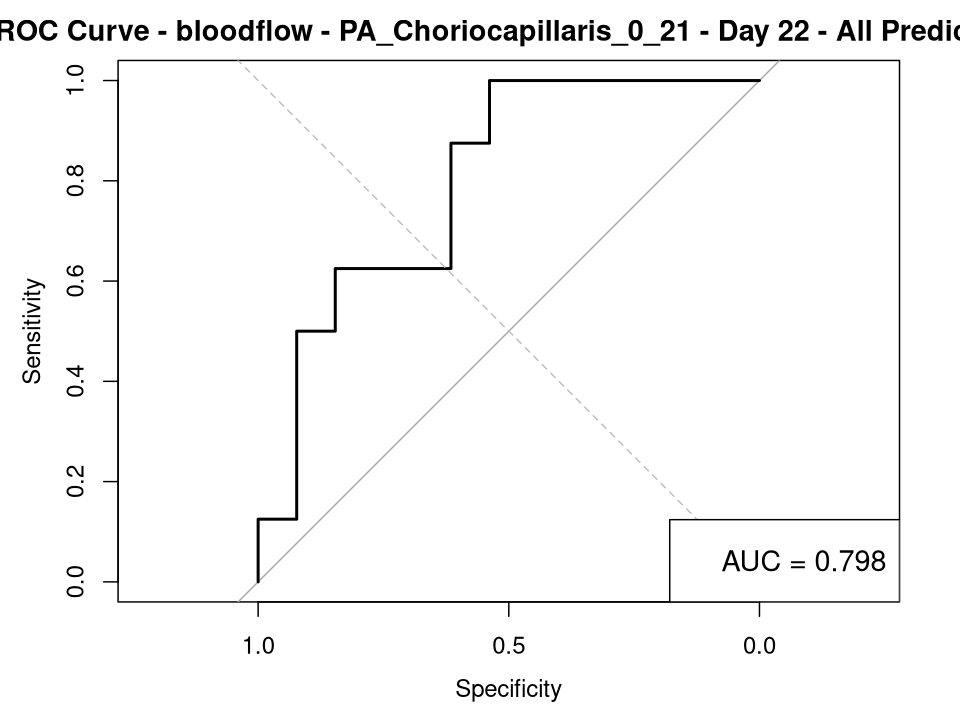 ROC Curve - bloodflow - PA_Choriocapillaris_0_21 - Day 22 - All Predic
1.0
0.8
0.6
0.4
0.2
0.0
Sensitivity
AUC = 0.798
1.0 0.5 0.0
Specificity